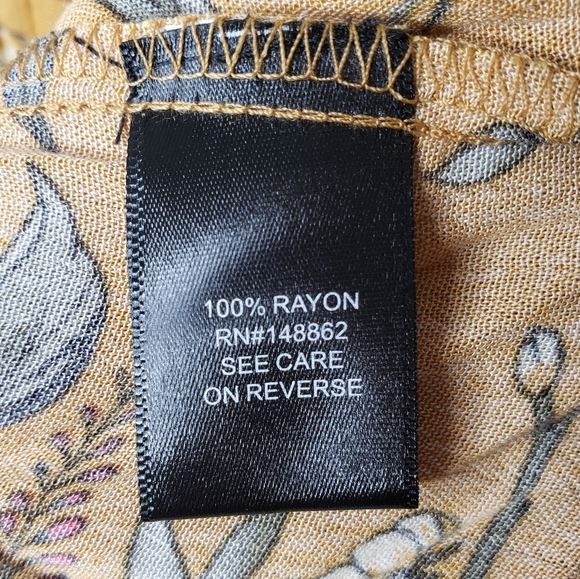 100% RAYON
RN#148862
SEE CARE
ON REVERSE